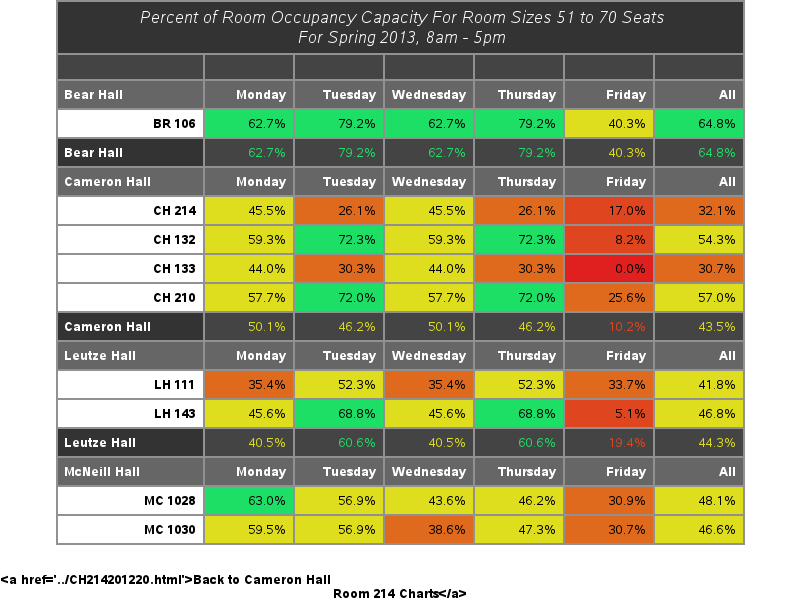 Percent of Room Occupancy Capacity For Room Sizes 51 to 70 Seats
For Spring 2013, 8am - 5pm
Bear Hall Monday Tuesday Wednesday Thursday Friday All
BR 106 62.7% 79.2% 62.7% 79.2% 40.3% 64.8%
Bear Hall 62.7% 79.2% 62.7% 79.2% 40.3% 64.8%
Cameron Hall Monday Tuesday Wednesday Thursday Friday All
CH 214 45.5% 26.1% 45.5% 26.1% 17.0% 32.1%
CH 132 59.3% 72.3% 59.3% 72.3% 8.2% 54.3%
CH 133 44.0% 30.3% 44.0% 30.3% 0.0% 30.7%
CH 210 57.7% 72.0% 57.7% 72.0% 25.6% 57.0%
Cameron Hall 50.1% 46.2% 50.1% 46.2% 10.2% 43.5%
Leutze Hall Monday Tuesday Wednesday Thursday Friday All
LH 111 35.4% 52.3% 35.4% 52.3% 33.7% 41.8%
LH 143 45.6% 68.8% 45.6% 68.8% 5.1% 46.8%
Leutze Hall 40.5% 60.6% 40.5% 60.6% 19.4% 44.3%
McNeill Hall Monday Tuesday Wednesday Thursday Friday All
MC 1028 63.0% 56.9% 43.6% 46.2% 30.9% 48.1%
MC 1030 59.5% 56.9% 38.6% 47.3% 30.7% 46.6%
<a href='../CH214201220.html'>Back to Cameron Hall
Room 214 Charts</a>